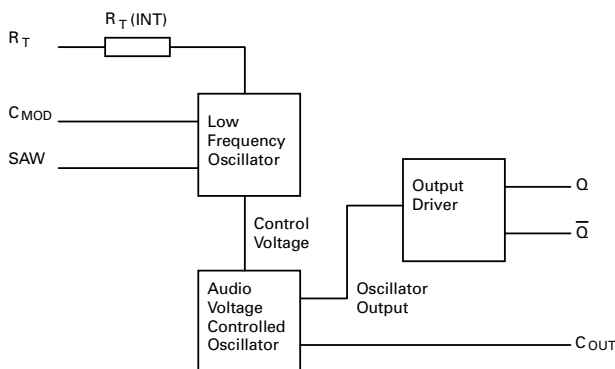 R T (INT)
R T
C MOD
SAW
Low
Frequency
Oscillator
Output
Driver
Q
Q̅
Control
Voltage
Audio
Voltage
Controlled
Oscillator
Oscillator
Output
C OUT